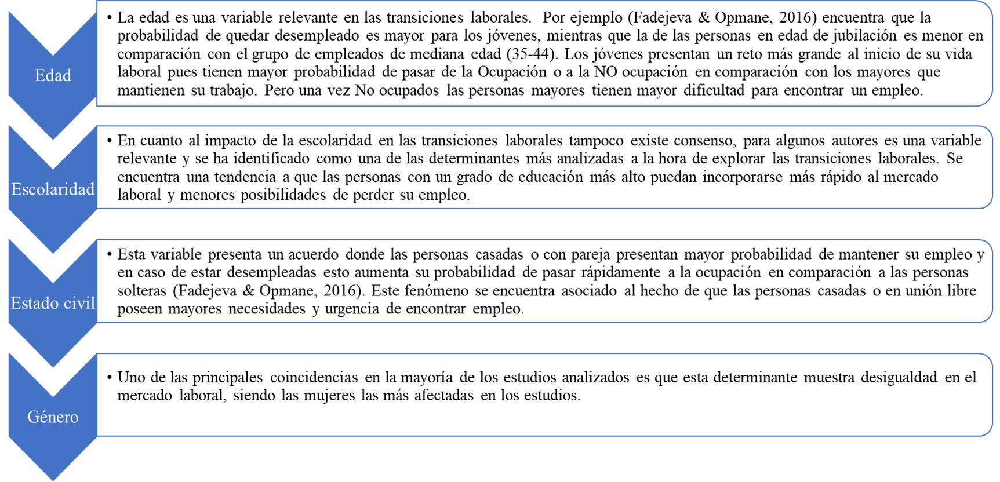 Edad
• La edad es una variable relevante en las transiciones laborales. Por ejemplo (Fadejeva & Opmane, 2016) encuentra que la
probabilidad de quedar desempleado es mayor para los jóvenes, mientras que la de las personas en edad de jubilación es menor en
comparación con el grupo de empleados de mediana edad (35-44). Los jóvenes presentan un reto más grande al inicio de su vida
laboral pues tienen mayor probabilidad de pasar de la Ocupación o a la NO ocupación en comparación con los mayores que
mantienen su trabajo. Pero una vez No ocupados las personas mayores tienen mayor dificultad para encontrar un empleo.
Escolaridad
• En cuanto al impacto de la escolaridad en las transiciones laborales tampoco existe consenso, para algunos autores es una variable
relevante y se ha identificado como una de las determinantes más analizadas a la hora de explorar las transiciones laborales. Se
encuentra una tendencia a que las personas con un grado de educación más alto puedan incorporarse más rápido al mercado
laboral y menores posibilidades de perder su empleo.
Estado civil
• Esta variable presenta un acuerdo donde las personas casadas o con pareja presentan mayor probabilidad de mantener su empleo y
en caso de estar desempleadas esto aumenta su probabilidad de pasar rápidamente a la ocupación en comparación a las personas
solteras (Fadejeva & Opmane, 2016). Este fenómeno se encuentra asociado al hecho de que las personas casadas o en unión libre
poseen mayores necesidades y urgencia de encontrar empleo.
Género
• Uno de las principales coincidencias en la mayoría de los estudios analizados es que esta determinante muestra desigualdad en el
mercado laboral, siendo las mujeres las más afectadas en los estudios.